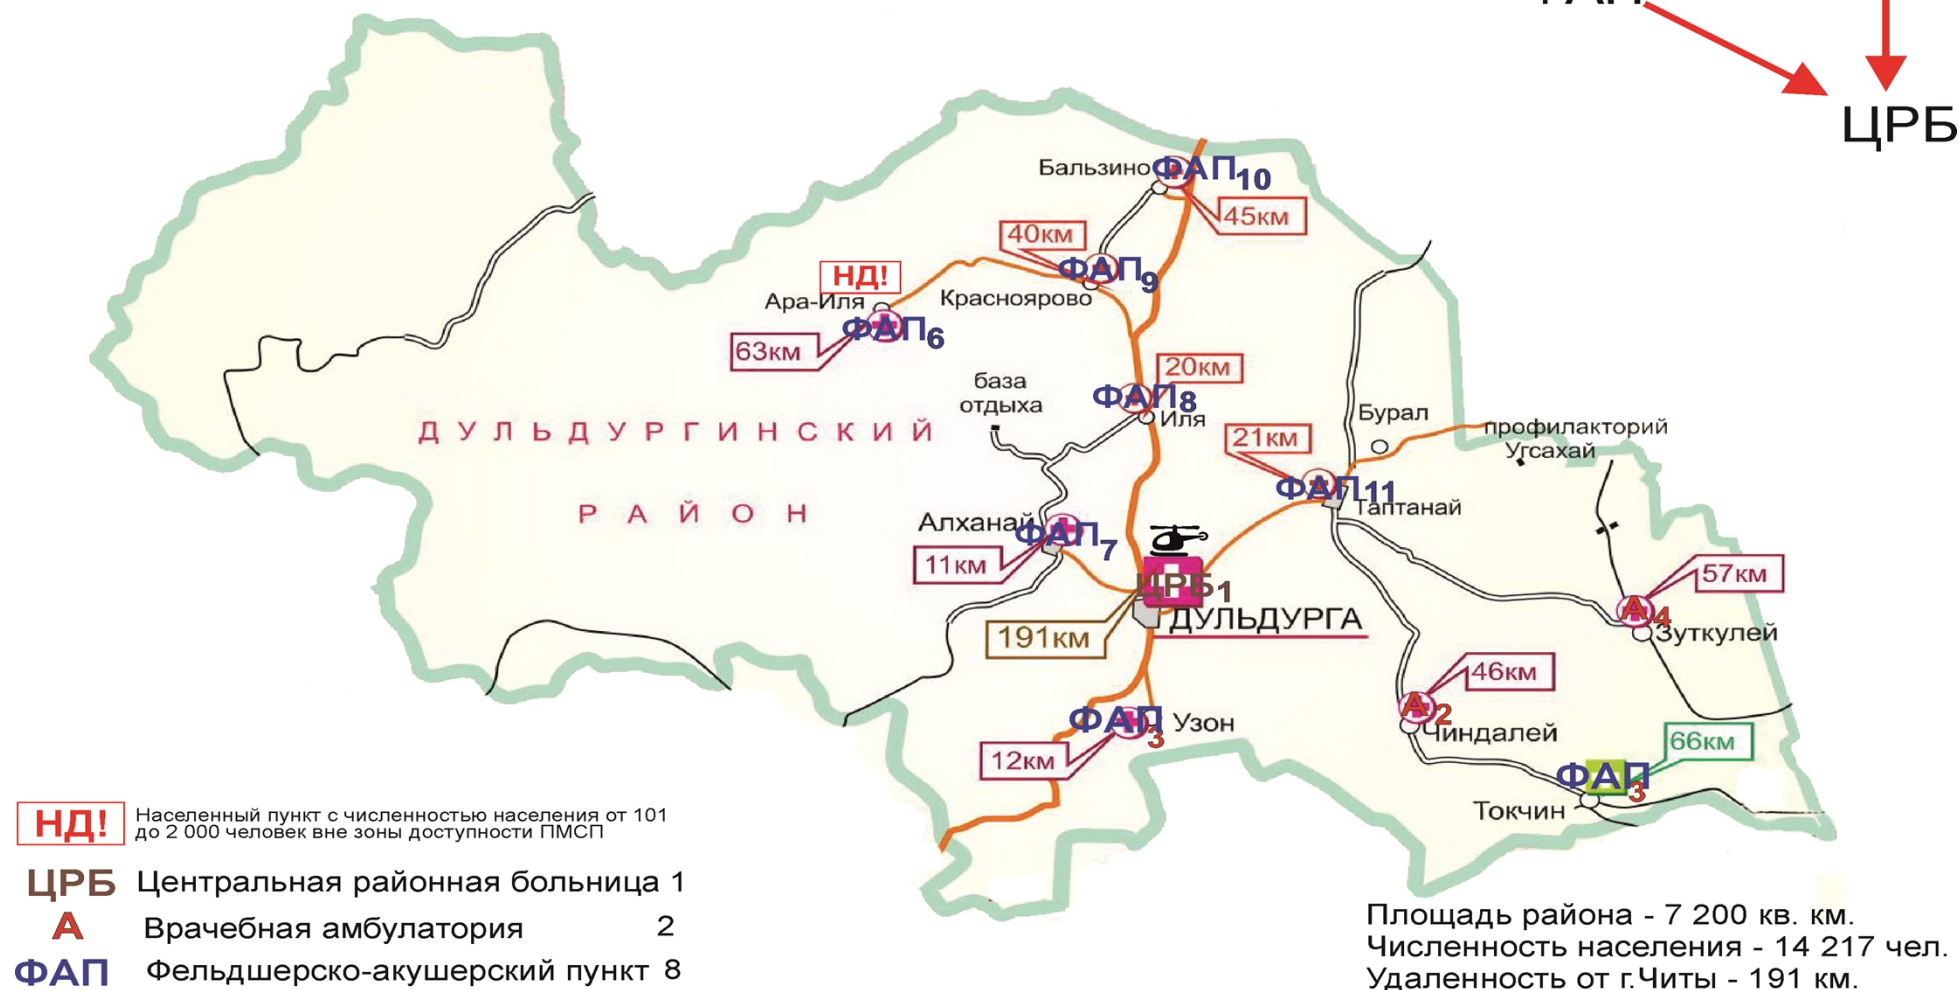 ФАП
ЦРБ
Бальзино
ФАП10
45км
40км
ФАП9
НД!
Ара-Иля
Красноярово
ФАП6
63км
20км
база
отдыха
ФАП8
Иля
Бурал
21км
профилакторий
Угсахай
ДУЛЬДУРГИНСКИЙ
РАЙОН
ФАП11
Таптанай
Алханай
ФАП7
11км
ЦРБ1
57км
А4
Зуткулей
191км
ДУЛЬДУРГА
46км
А2
Чиндалей
ФАП3
Узон
12км
66км
ФАП3
Токчин
НД! Населенный пункт с численностью населения от 101
до 2 000 человек вне зоны доступности ПМСП
ЦРБ Центральная районная больница 1
А Врачебная амбулатория 2
ФАП Фельдшерско-акушерский пункт 8
Площадь района - 7 200 кв. км.
Численность населения - 14 217 чел.
Удаленность от г.Читы - 191 км.